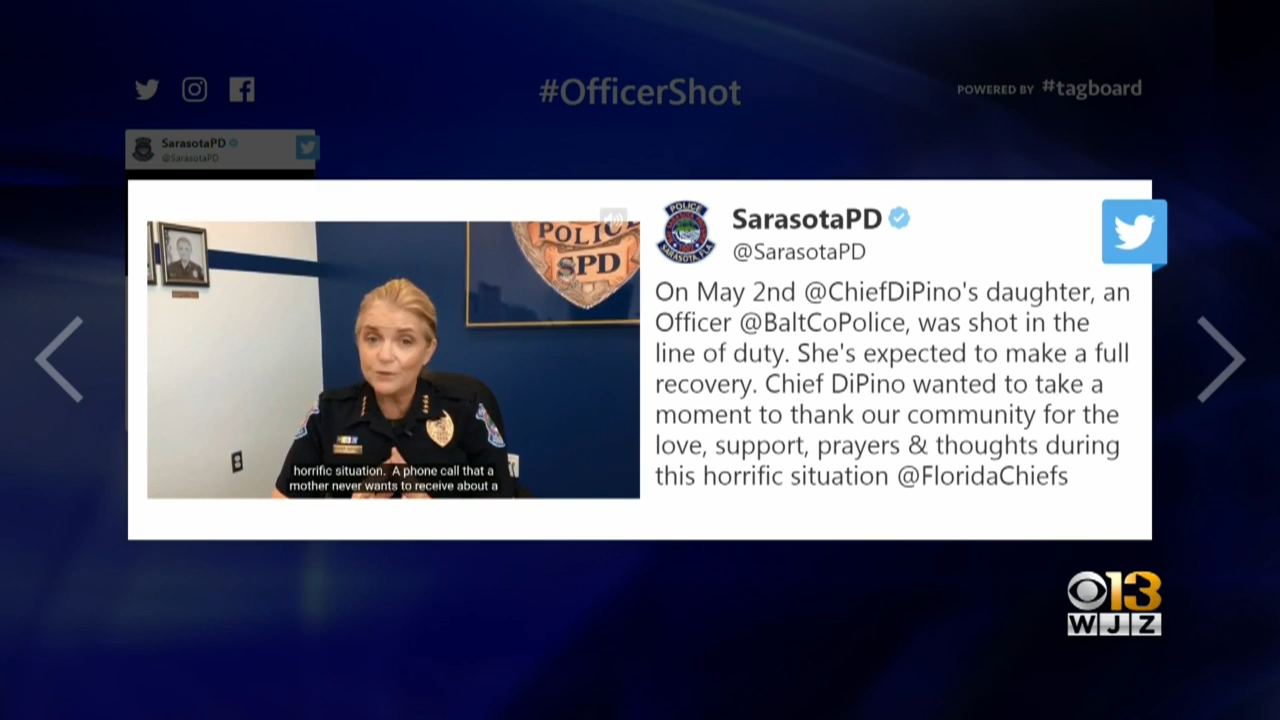 #OfficerShot
POWERED BY #tagboard
SarasotaPD
@SarasotaPD
POLICE
SPD
horrific situation. A phone call that a
mother never wants to receive about a
POLICE
SARASOTA FLA
SarasotaPD
@SarasotaPD
On May 2nd @ChiefDiPino's daughter, an
Officer @BaltCoPolice, was shot in the
line of duty. She's expected to make a full
recovery. Chief DiPino wanted to take a
moment to thank our community for the
love, support, prayers & thoughts during
this horrific situation @FloridaChiefs
13
WJZ